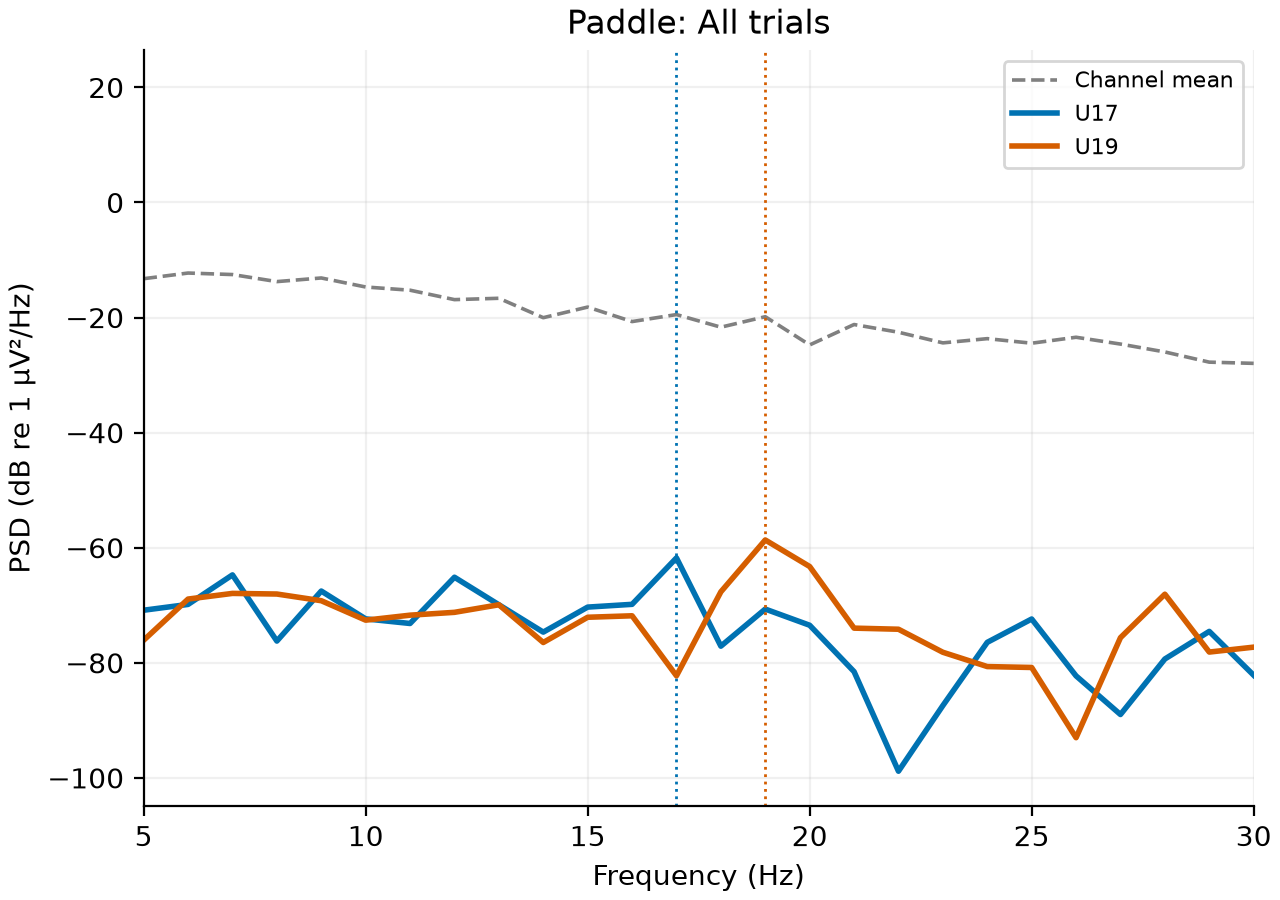 Paddle: All trials
Channel mean
U17
U19
20
0
−20
−40
−60
−80
−100
PSD (dB re 1 µV²/Hz)
5
10
15
20
25
30
Frequency (Hz)